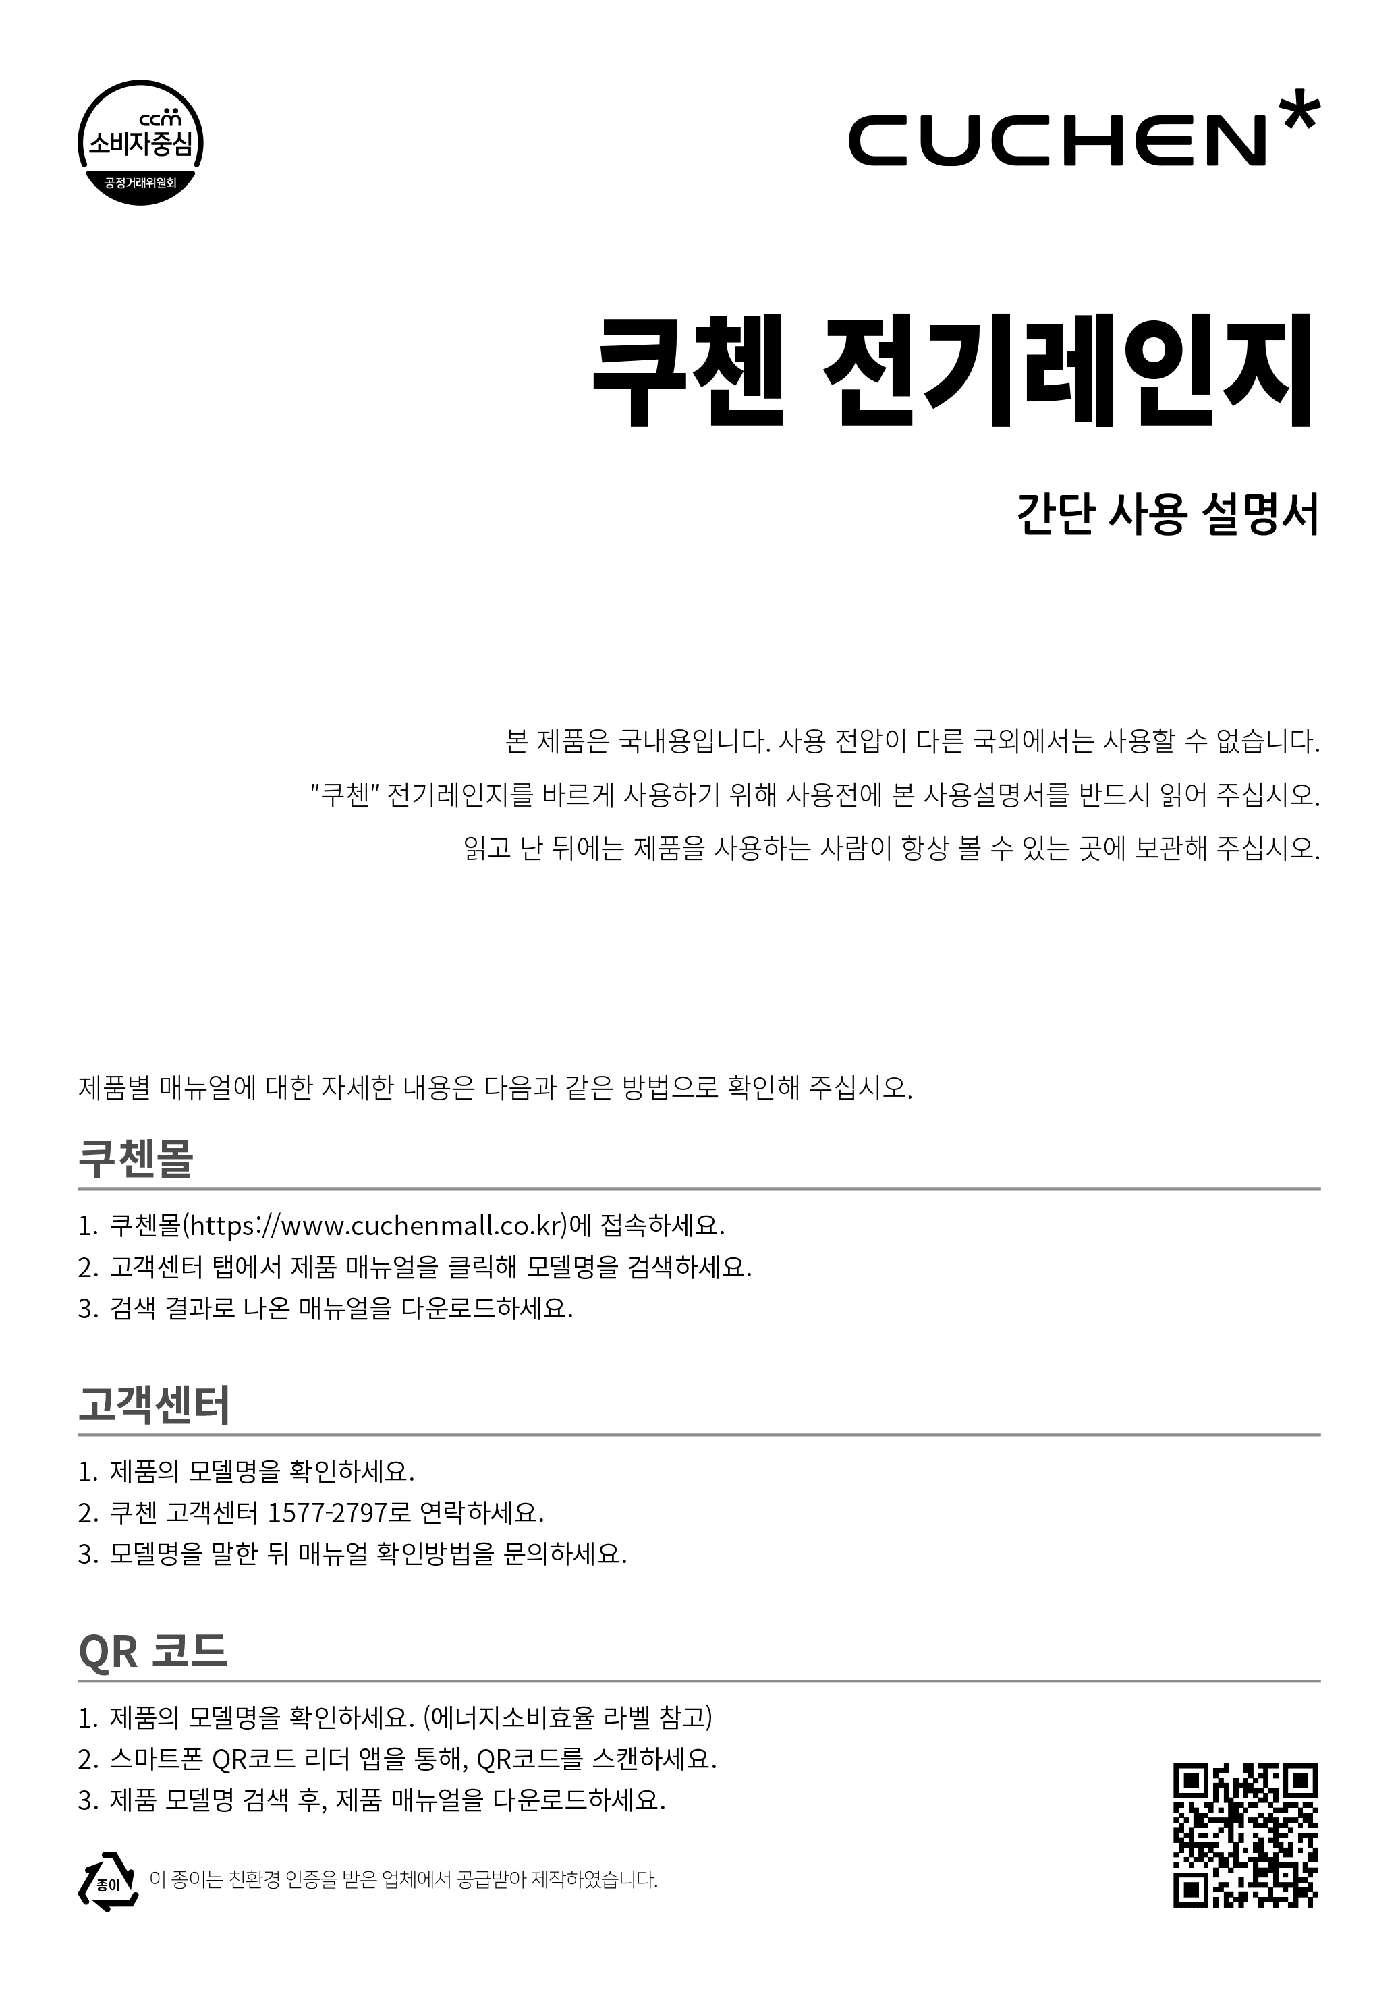 ccm
소비자중심
공정거래위원회
CUCHEN*
쿠첸 전기레인지
간단 사용 설명서
본 제품은 국내용입니다. 사용 전압이 다른 국외에서는 사용할 수 없습니다.
"쿠첸" 전기레인지를 바르게 사용하기 위해 사용전에 본 사용설명서를 반드시 읽어 주십시오.
읽고 난 뒤에는 제품을 사용하는 사람이 항상 볼 수 있는 곳에 보관해 주십시오.
제품별 매뉴얼에 대한 자세한 내용은 다음과 같은 방법으로 확인해 주십시오.
쿠첸몰
1. 쿠첸몰(https://www.cuchenmall.co.kr)에 접속하세요.
2. 고객센터 탭에서 제품 매뉴얼을 클릭해 모델명을 검색하세요.
3. 검색 결과로 나온 매뉴얼을 다운로드하세요.
고객센터
1. 제품의 모델명을 확인하세요.
2. 쿠첸 고객센터 1577-2797로 연락하세요.
3. 모델명을 말한 뒤 매뉴얼 확인방법을 문의하세요.
QR 코드
1. 제품의 모델명을 확인하세요. (에너지소비효율 라벨 참고)
2. 스마트폰 QR코드 리더 앱을 통해, QR코드를 스캔하세요.
3. 제품 모델명 검색 후, 제품 매뉴얼을 다운로드하세요.
종이
이 종이는 친환경 인증을 받은 업체에서 공급받아 제작하였습니다.